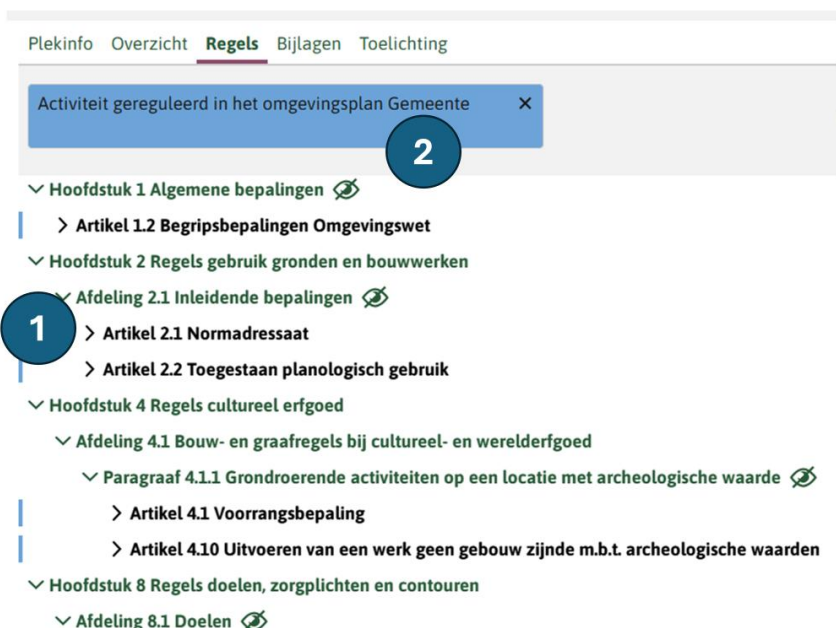 Plekinfo Overzicht Regels Bijlagen Toelichting
Activiteit gereguleerd in het omgevingsplan Gemeente ×
2
Hoofdstuk 1 Algemene bepalingen
Artikel 1.2 Begripsbepalingen Omgevingswet
Hoofdstuk 2 Regels gebruik gronden en bouwwerken
Afdeling 2.1 Inleidende bepalingen
1
Artikel 2.1 Normadressaat
Artikel 2.2 Toegestaan planologisch gebruik
Hoofdstuk 4 Regels cultureel erfgoed
Afdeling 4.1 Bouw- en graafregels bij cultureel- en werelderfgoed
Paragraaf 4.1.1 Grondroerende activiteiten op een locatie met archeologische waarde
Artikel 4.1 Voorrangsbepaling
Artikel 4.10 Uitvoeren van een werk geen gebouw zijnde m.b.t. archeologische waarden
Hoofdstuk 8 Regels doelen, zorgplichten en contouren
Afdeling 8.1 Doelen